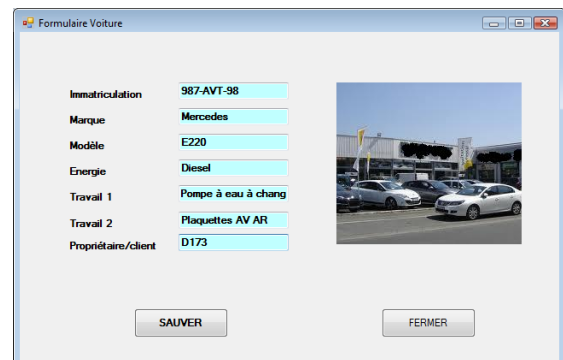 Formulaire Voiture
Immatriculation 987-AVT-98
Marque Mercedes
Modèle E220
Energie Diesel
Travail 1 Pompe à eau à chang
Travail 2 Plaquettes AV AR
Propriétaire/client D173
SAUVER FERMER